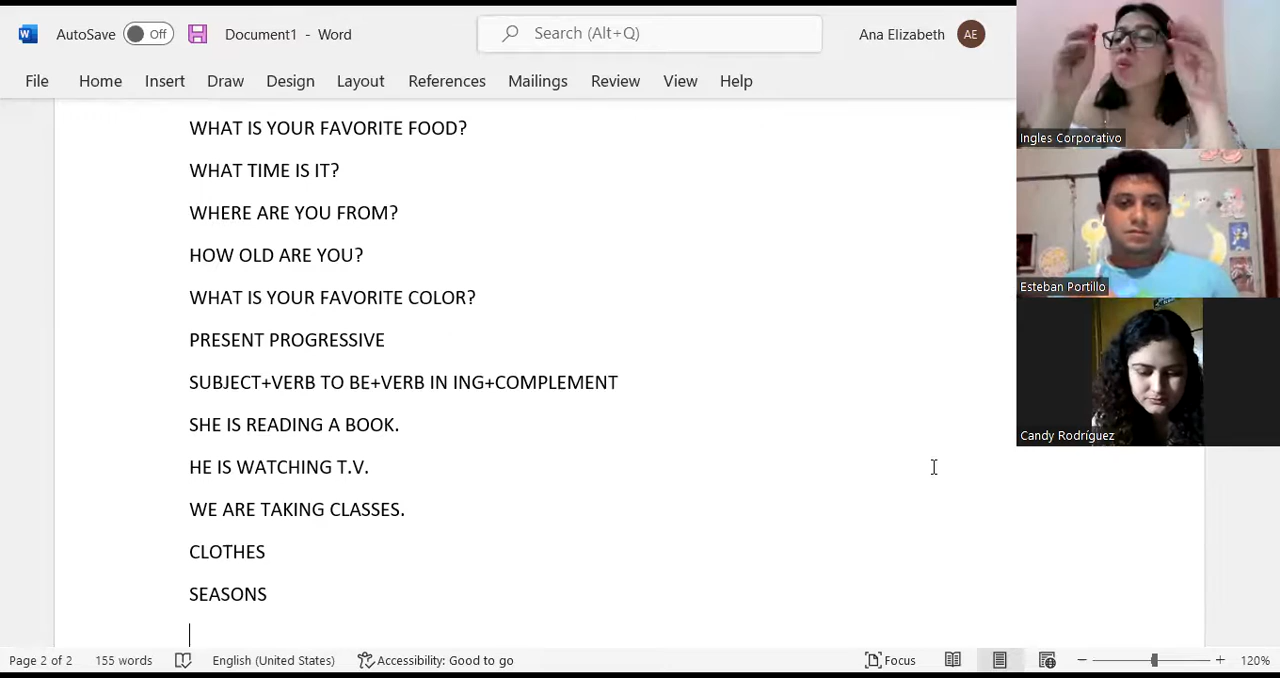 AutoSave Off Document1 - Word Search (Alt+Q) Ana Elizabeth AE
File Home Insert Draw Design Layout References Mailings Review View Help
WHAT IS YOUR FAVORITE FOOD?
WHAT TIME IS IT?
WHERE ARE YOU FROM?
HOW OLD ARE YOU?
WHAT IS YOUR FAVORITE COLOR?
PRESENT PROGRESSIVE
SUBJECT+VERB TO BE+VERB IN ING+COMPLEMENT
SHE IS READING A BOOK.
HE IS WATCHING T.V.
WE ARE TAKING CLASSES.
CLOTHES
SEASONS
Page 2 of 2 155 words English (United States) Accessibility: Good to go Focus 120%
Ingles Corporativo
Esteban Portillo
Candy Rodríguez